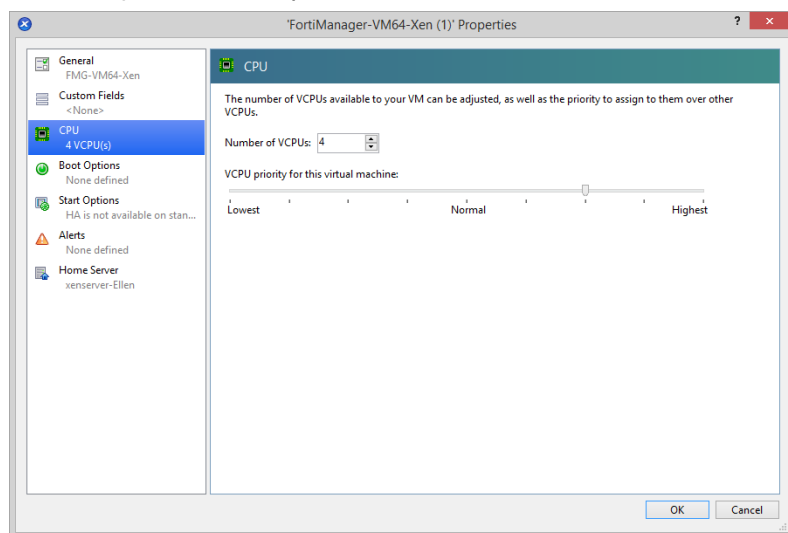 'FortiManager-VM64-Xen (1)' Properties
?
×
General
FMG-VM64-Xen
Custom Fields
<None>
CPU
4 VCPU(s)
Boot Options
None defined
Start Options
HA is not available on stan...
Alerts
None defined
Home Server
xenserver-Ellen
CPU
The number of VCPUs available to your VM can be adjusted, as well as the priority to assign to them over other
VCPUs.
Number of VCPUs: 4
VCPU priority for this virtual machine:
Lowest Normal Highest
OK Cancel